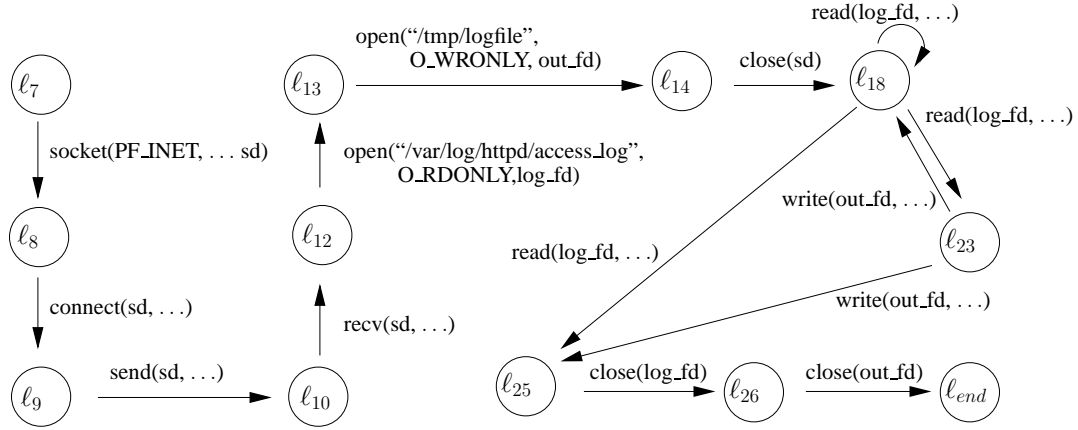 read(log_fd, . . .)
open(“/tmp/logfile”,
O_WRONLY, out_fd)
close(sd)
ℓ7
ℓ13
ℓ14
ℓ18
read(log_fd, . . .)
socket(PF_INET, . . . sd)
open(“/var/log/httpd/access_log”,
O_RDONLY,log_fd)
write(out_fd, . . .)
ℓ8
ℓ12
ℓ23
read(log_fd, . . .)
connect(sd, . . .)
recv(sd, . . .)
write(out_fd, . . .)
send(sd, . . .)
close(log_fd)
close(out_fd)
ℓ9
ℓ10
ℓ25
ℓ26
ℓend